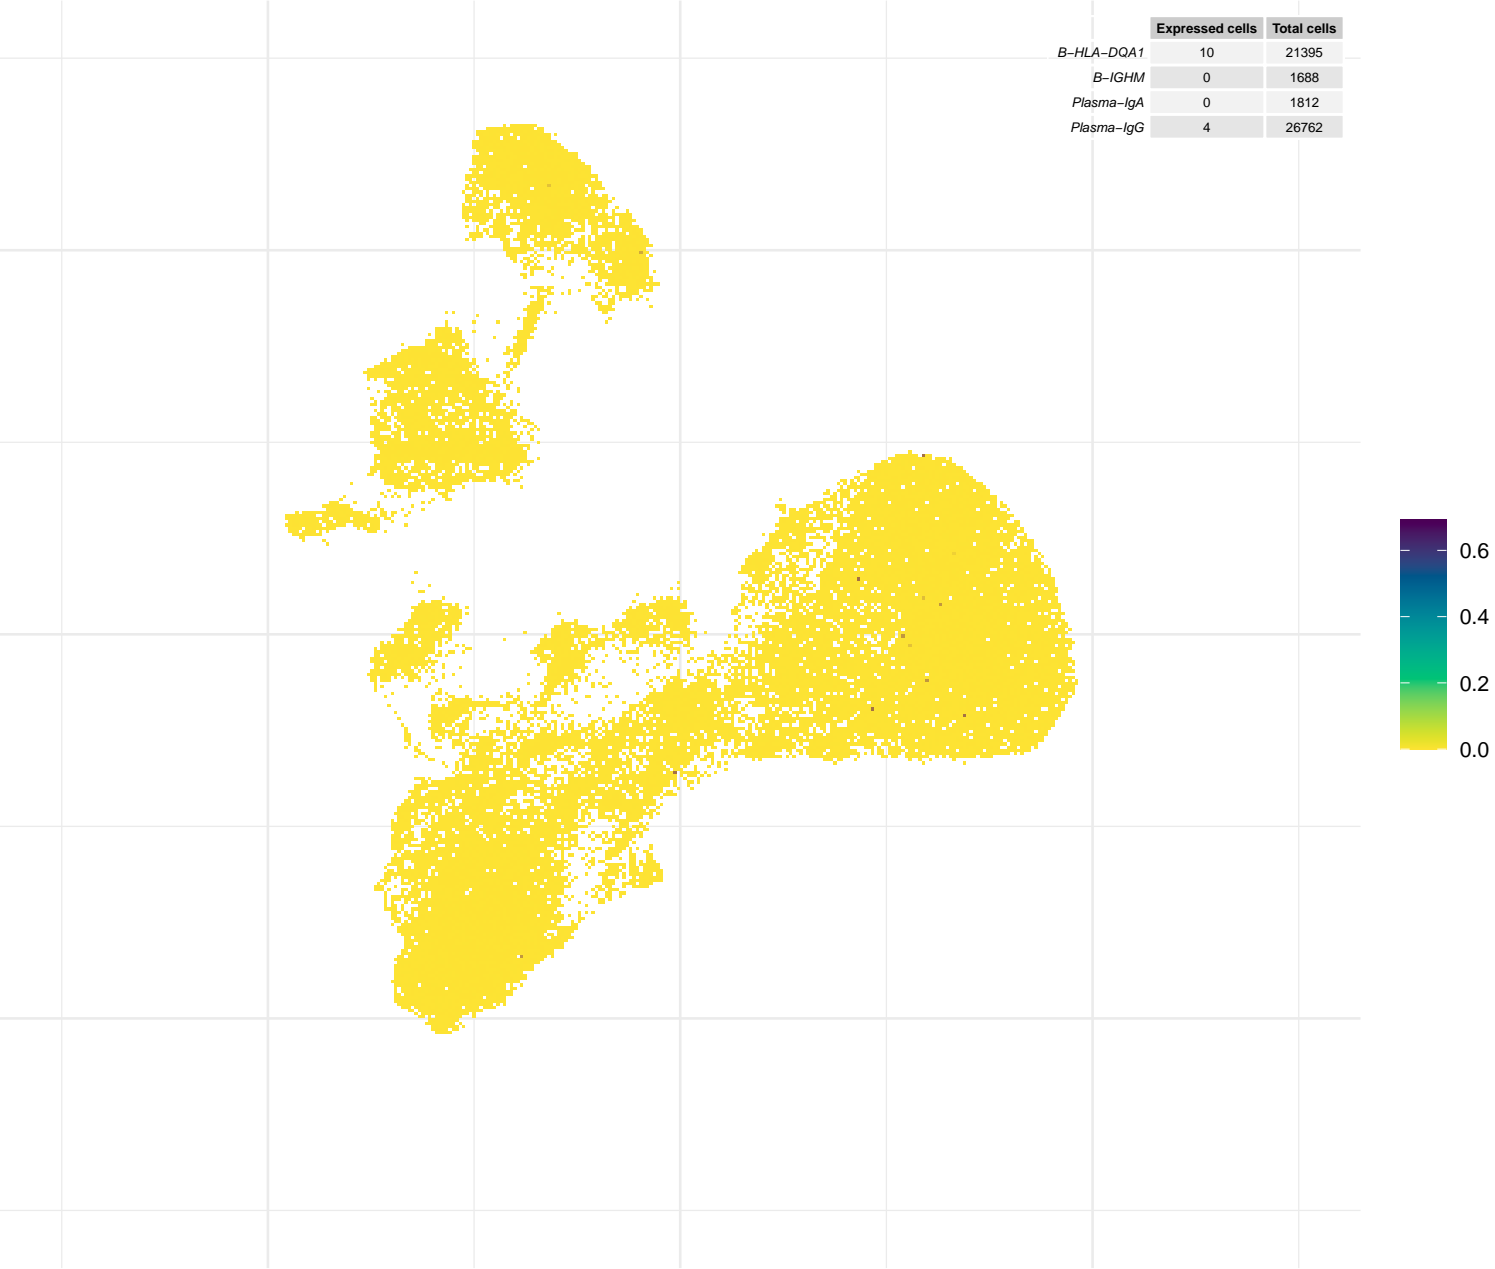 Expressed cells Total cells
B−HLA−DQA1 10 21395
B−IGHM 0 1688
Plasma−IgA 0 1812
Plasma−IgG 4 26762
0.6
0.4
0.2
0.0